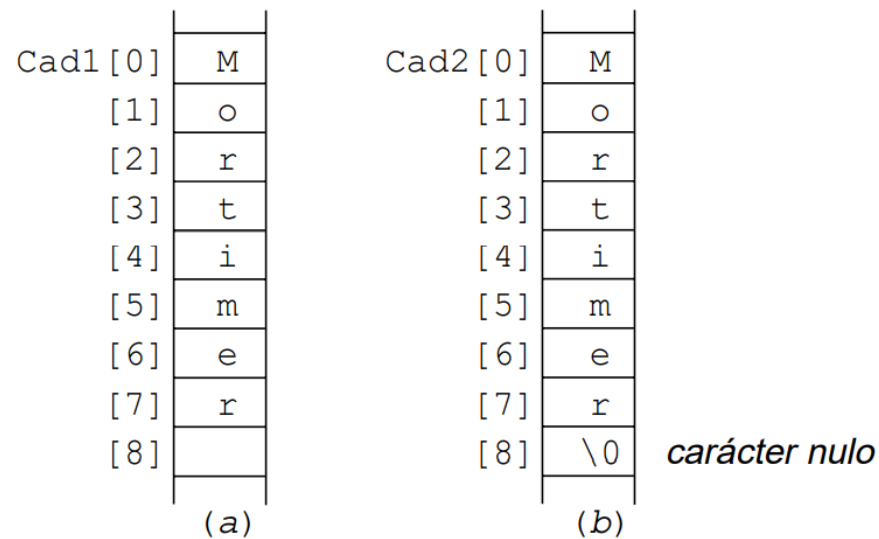 Cad1[0] M Cad2[0] M
[1] o [1] o
[2] r [2] r
[3] t [3] t
[4] i [4] i
[5] m [5] m
[6] e [6] e
[7] r [7] r
[8] [8] \0 carácter nulo
(a) (b)